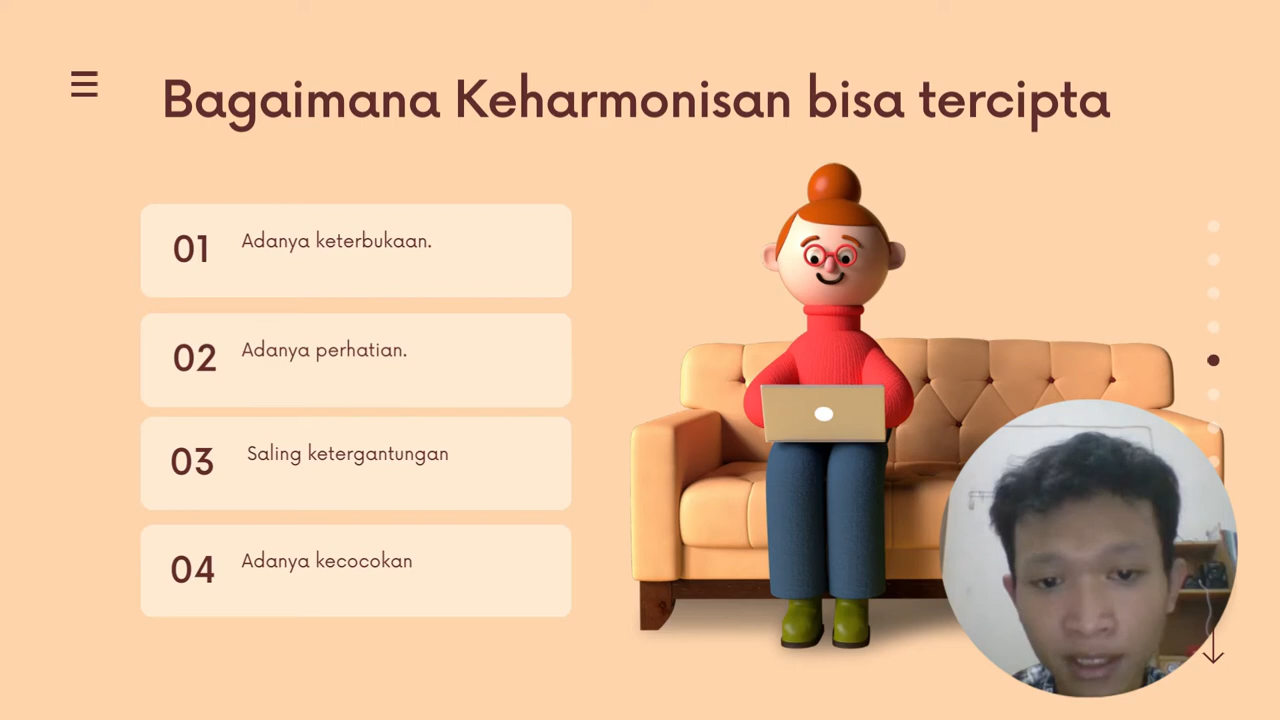 Bagaimana Keharmonisan bisa tercipta
01 Adanya keterbukaan.
02 Adanya perhatian.
03 Saling ketergantungan
04 Adanya kecocokan